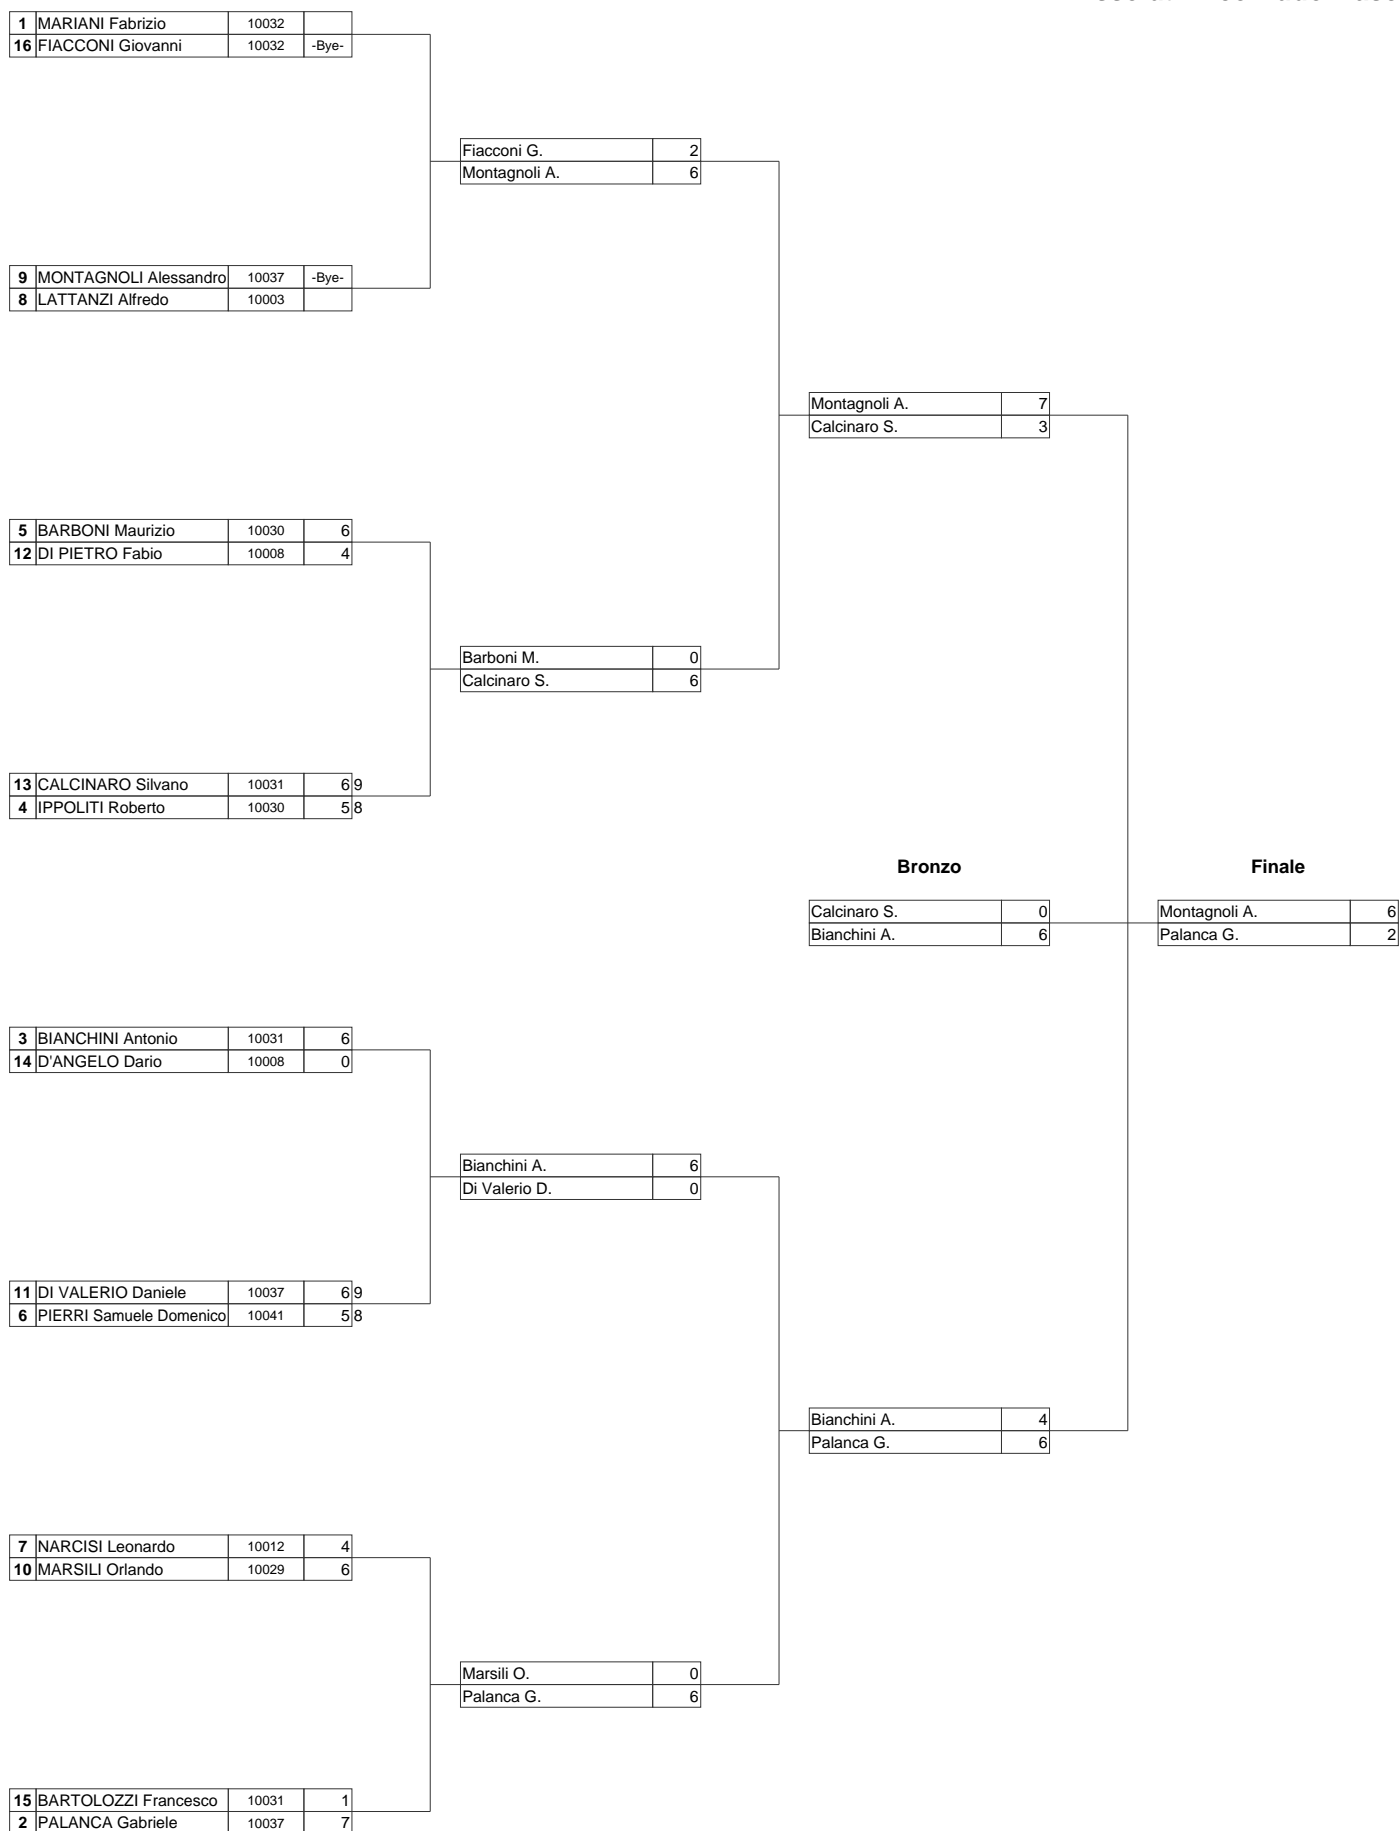 1 MARIANI Fabrizio 10032
16 FIACCONI Giovanni 10032 -Bye-
Fiacconi G. 2
Montagnoli A. 6
9 MONTAGNOLI Alessandro 10037 -Bye-
8 LATTANZI Alfredo 10003
Montagnoli A. 7
Calcinaro S. 3
5 BARBONI Maurizio 10030 6
12 DI PIETRO Fabio 10008 4
Barboni M. 0
Calcinaro S. 6
13 CALCINARO Silvano 10031 6 9
4 IPPOLITI Roberto 10030 5 8
Bronzo Finale
Calcinaro S. 0 Montagnoli A. 6
Bianchini A. 6 Palanca G. 2
3 BIANCHINI Antonio 10031 6
14 D'ANGELO Dario 10008 0
Bianchini A. 6
Di Valerio D. 0
11 DI VALERIO Daniele 10037 6 9
6 PIERRI Samuele Domenico 10041 5 8
Bianchini A. 4
Palanca G. 6
7 NARCISI Leonardo 10012 4
10 MARSILI Orlando 10029 6
Marsili O. 0
Palanca G. 6
15 BARTOLOZZI Francesco 10031 1
2 PALANCA Gabriele 10037 7